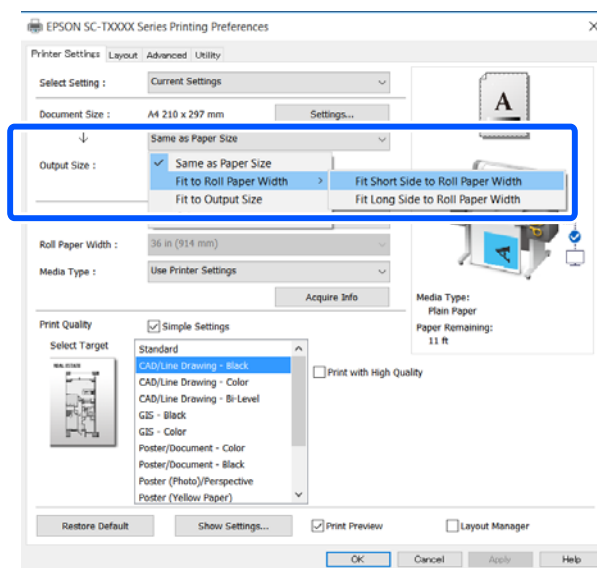 EPSON SC-TXXXX Series Printing Preferences
Printer Settings Layout Advanced Utility
Select Setting : Current Settings
A
Document Size : A4 210 x 297 mm Settings...
Same as Paper Size
Output Size : Same as Paper Size
Fit to Roll Paper Width Fit Short Side to Roll Paper Width
Fit to Output Size Fit Long Side to Roll Paper Width
Roll Paper Width : 36 in (914 mm)
A
Media Type : Use Printer Settings
Acquire Info
Media Type:
Plain Paper
Paper Remaining:
11 ft
Print Quality Simple Settings
Select Target
Standard
CAD/Line Drawing - Black
CAD/Line Drawing - Color
CAD/Line Drawing - Bi-Level
GIS - Black
GIS - Color
Poster/Document - Color
Poster/Document - Black
Poster (Photo)/Perspective
Poster (Yellow Paper)
REAL ESTATE
Print with High Quality
Restore Default Show Settings... Print Preview Layout Manager
OK Cancel Apply Help